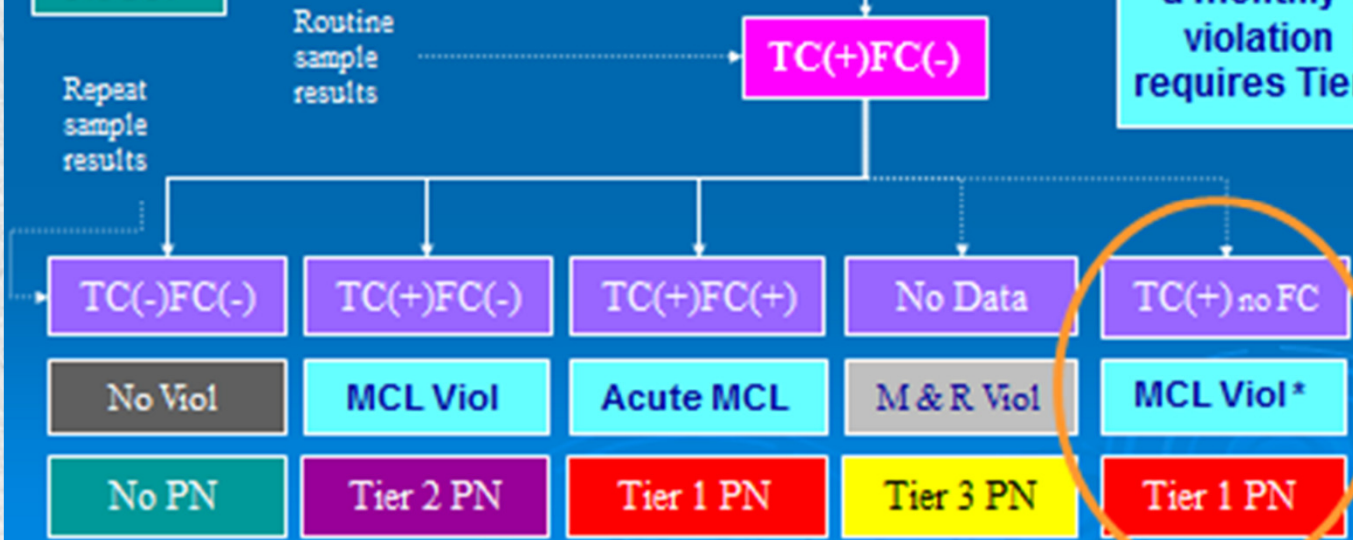 Routine
sample
results
TC(+)FC(-)
violation
requires
Repeat
sample
results
TC(-)FC(-)
TC(+)FC(-)
TC(+)FC(+)
No Data
TC(+) no FC
No Viol
MCL Viol
Acute MCL
M & R Viol
MCL Viol*
No PN
Tier 2 PN
Tier 1 PN
Tier 3 PN
Tier 1 PN